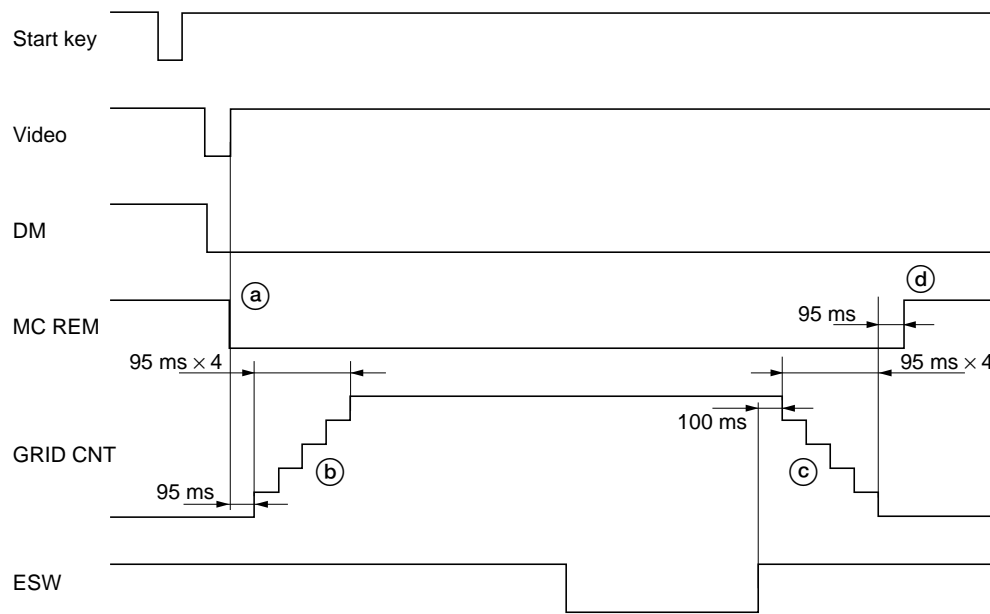 Start key
Video
DM
ⓐ
ⓓ
MC REM
95 ms
95 ms × 4
95 ms × 4
100 ms
GRID CNT
ⓑ
ⓒ
95 ms
ESW